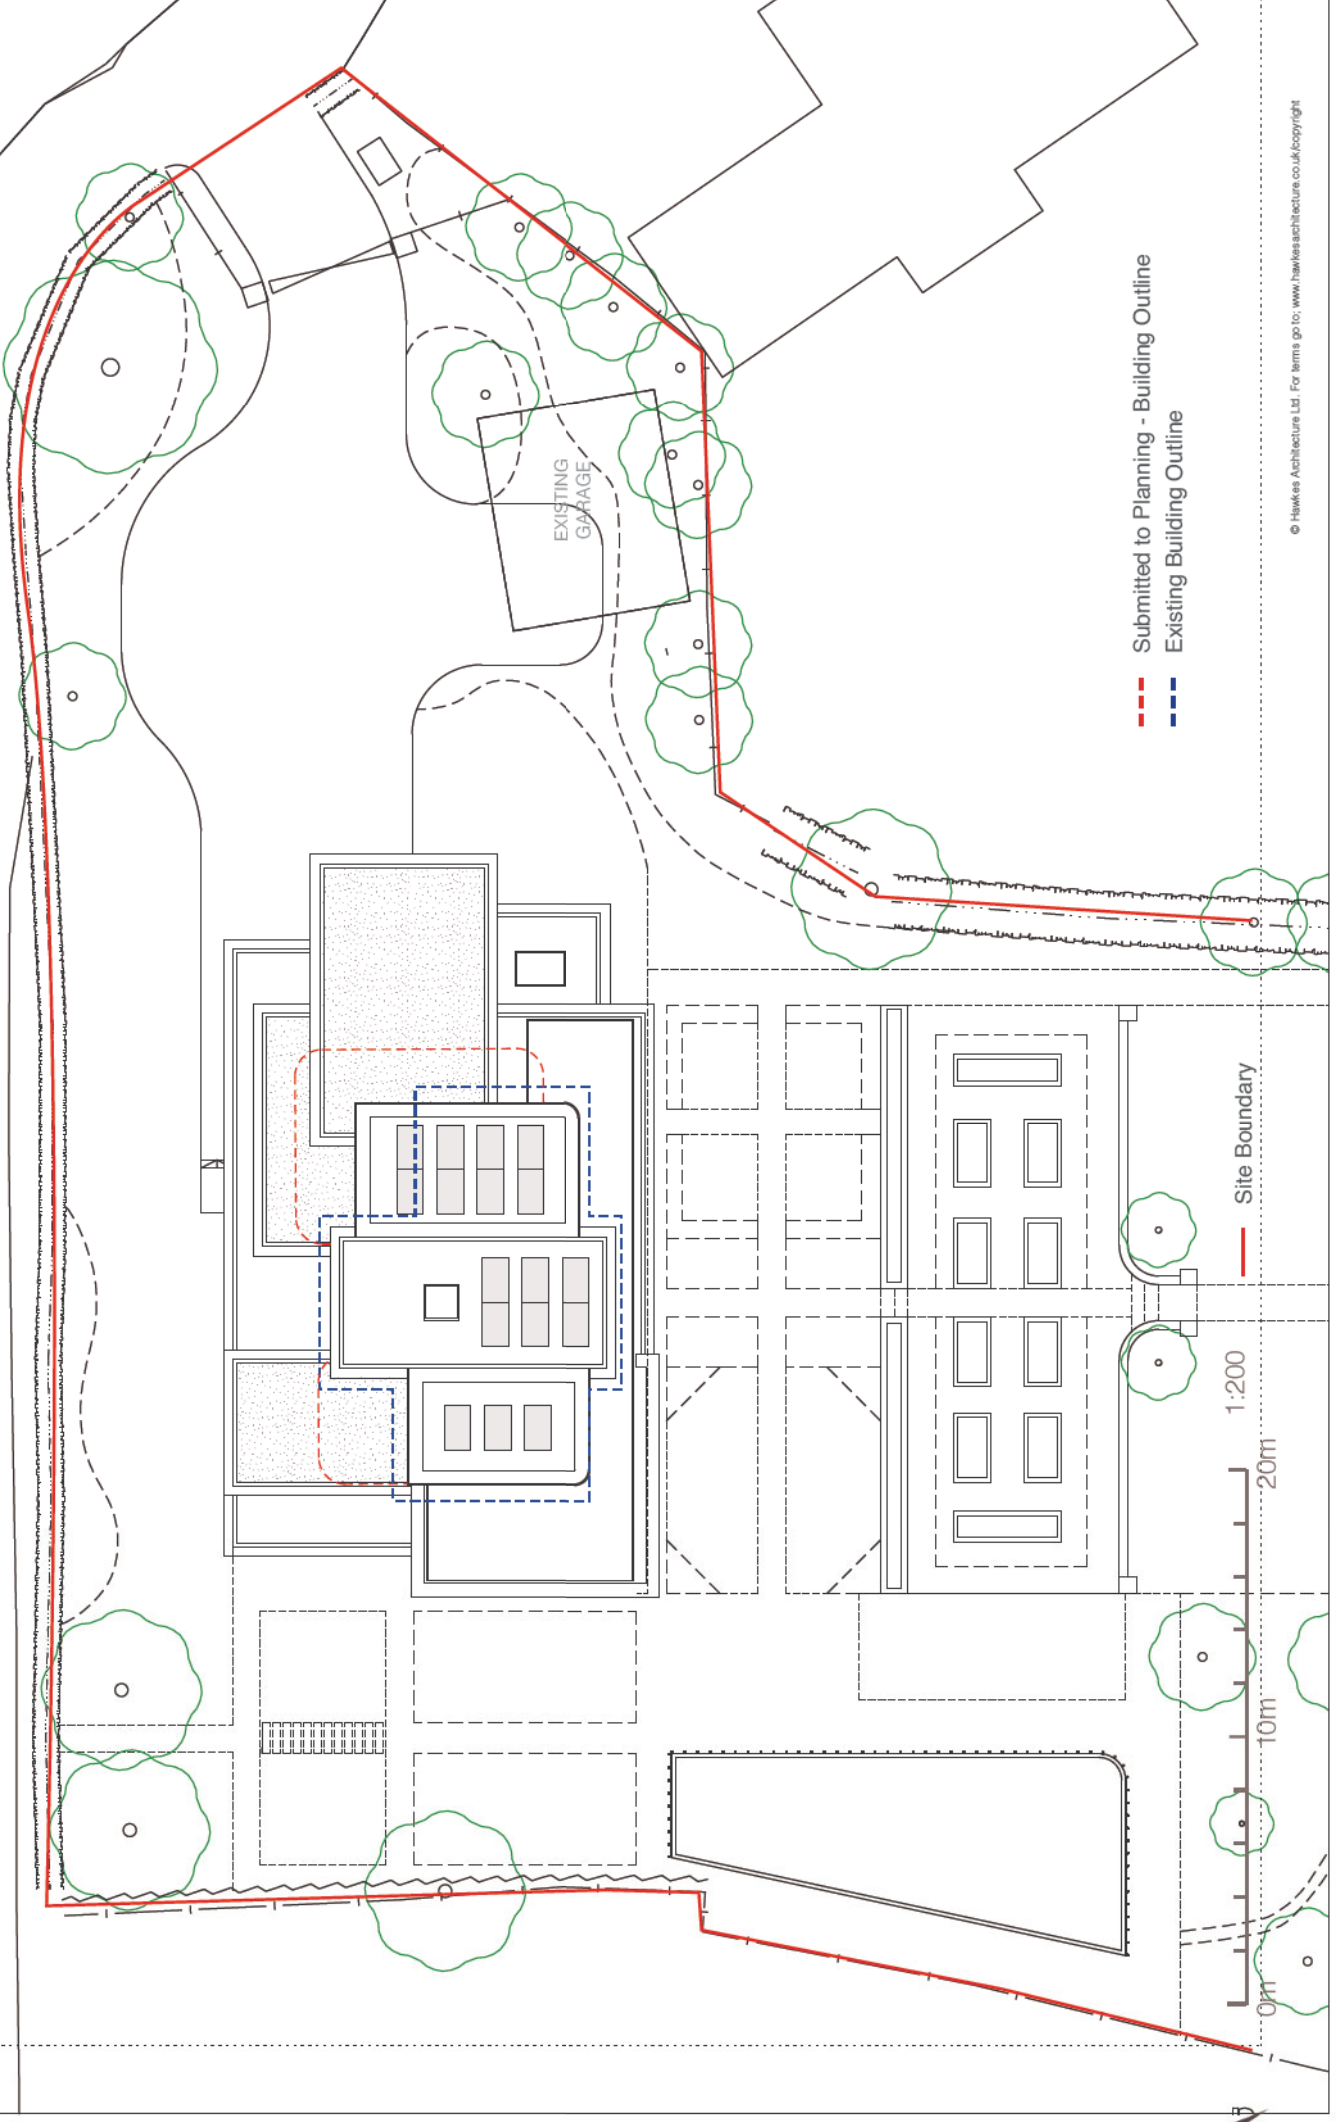 EXISTING
GARAGE
Submitted to Planning - Building Outline
Existing Building Outline
© Hawkes Architecture Ltd. For terms go to; www.hawkesarchitecture.co.uk/copyright
Site Boundary
1:200
0m
10m
20m